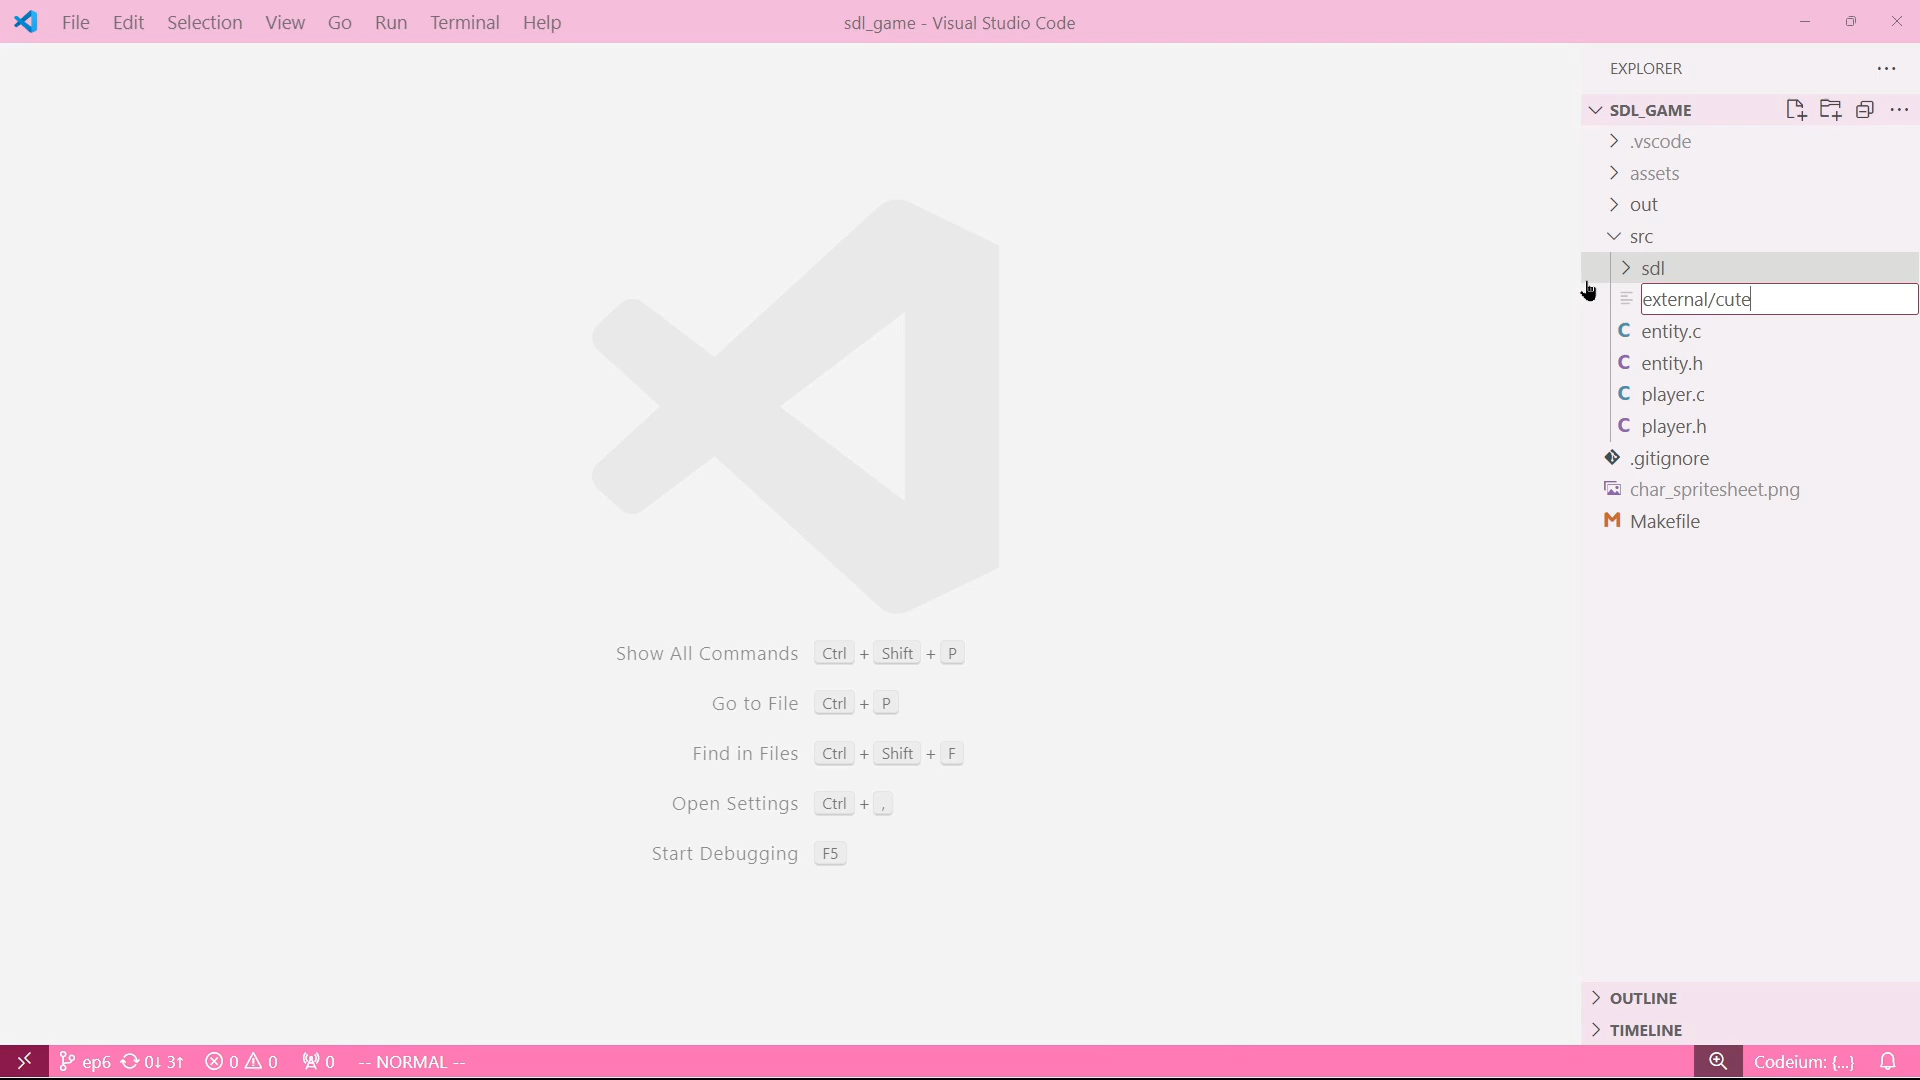 File Edit Selection View Go Run Terminal Help
sdl_game - Visual Studio Code
EXPLORER
SDL_GAME
.vscode
assets
out
src
sdl
external/cute
entity.c
entity.h
player.c
player.h
.gitignore
char_spritesheet.png
Makefile
Show All Commands Ctrl + Shift + P
Go to File Ctrl + P
Find in Files Ctrl + Shift + F
Open Settings Ctrl + ,
Start Debugging F5
OUTLINE
TIMELINE
ep6 0↓ 3↑ 0 0 0 -- NORMAL -- Codeium: {...}